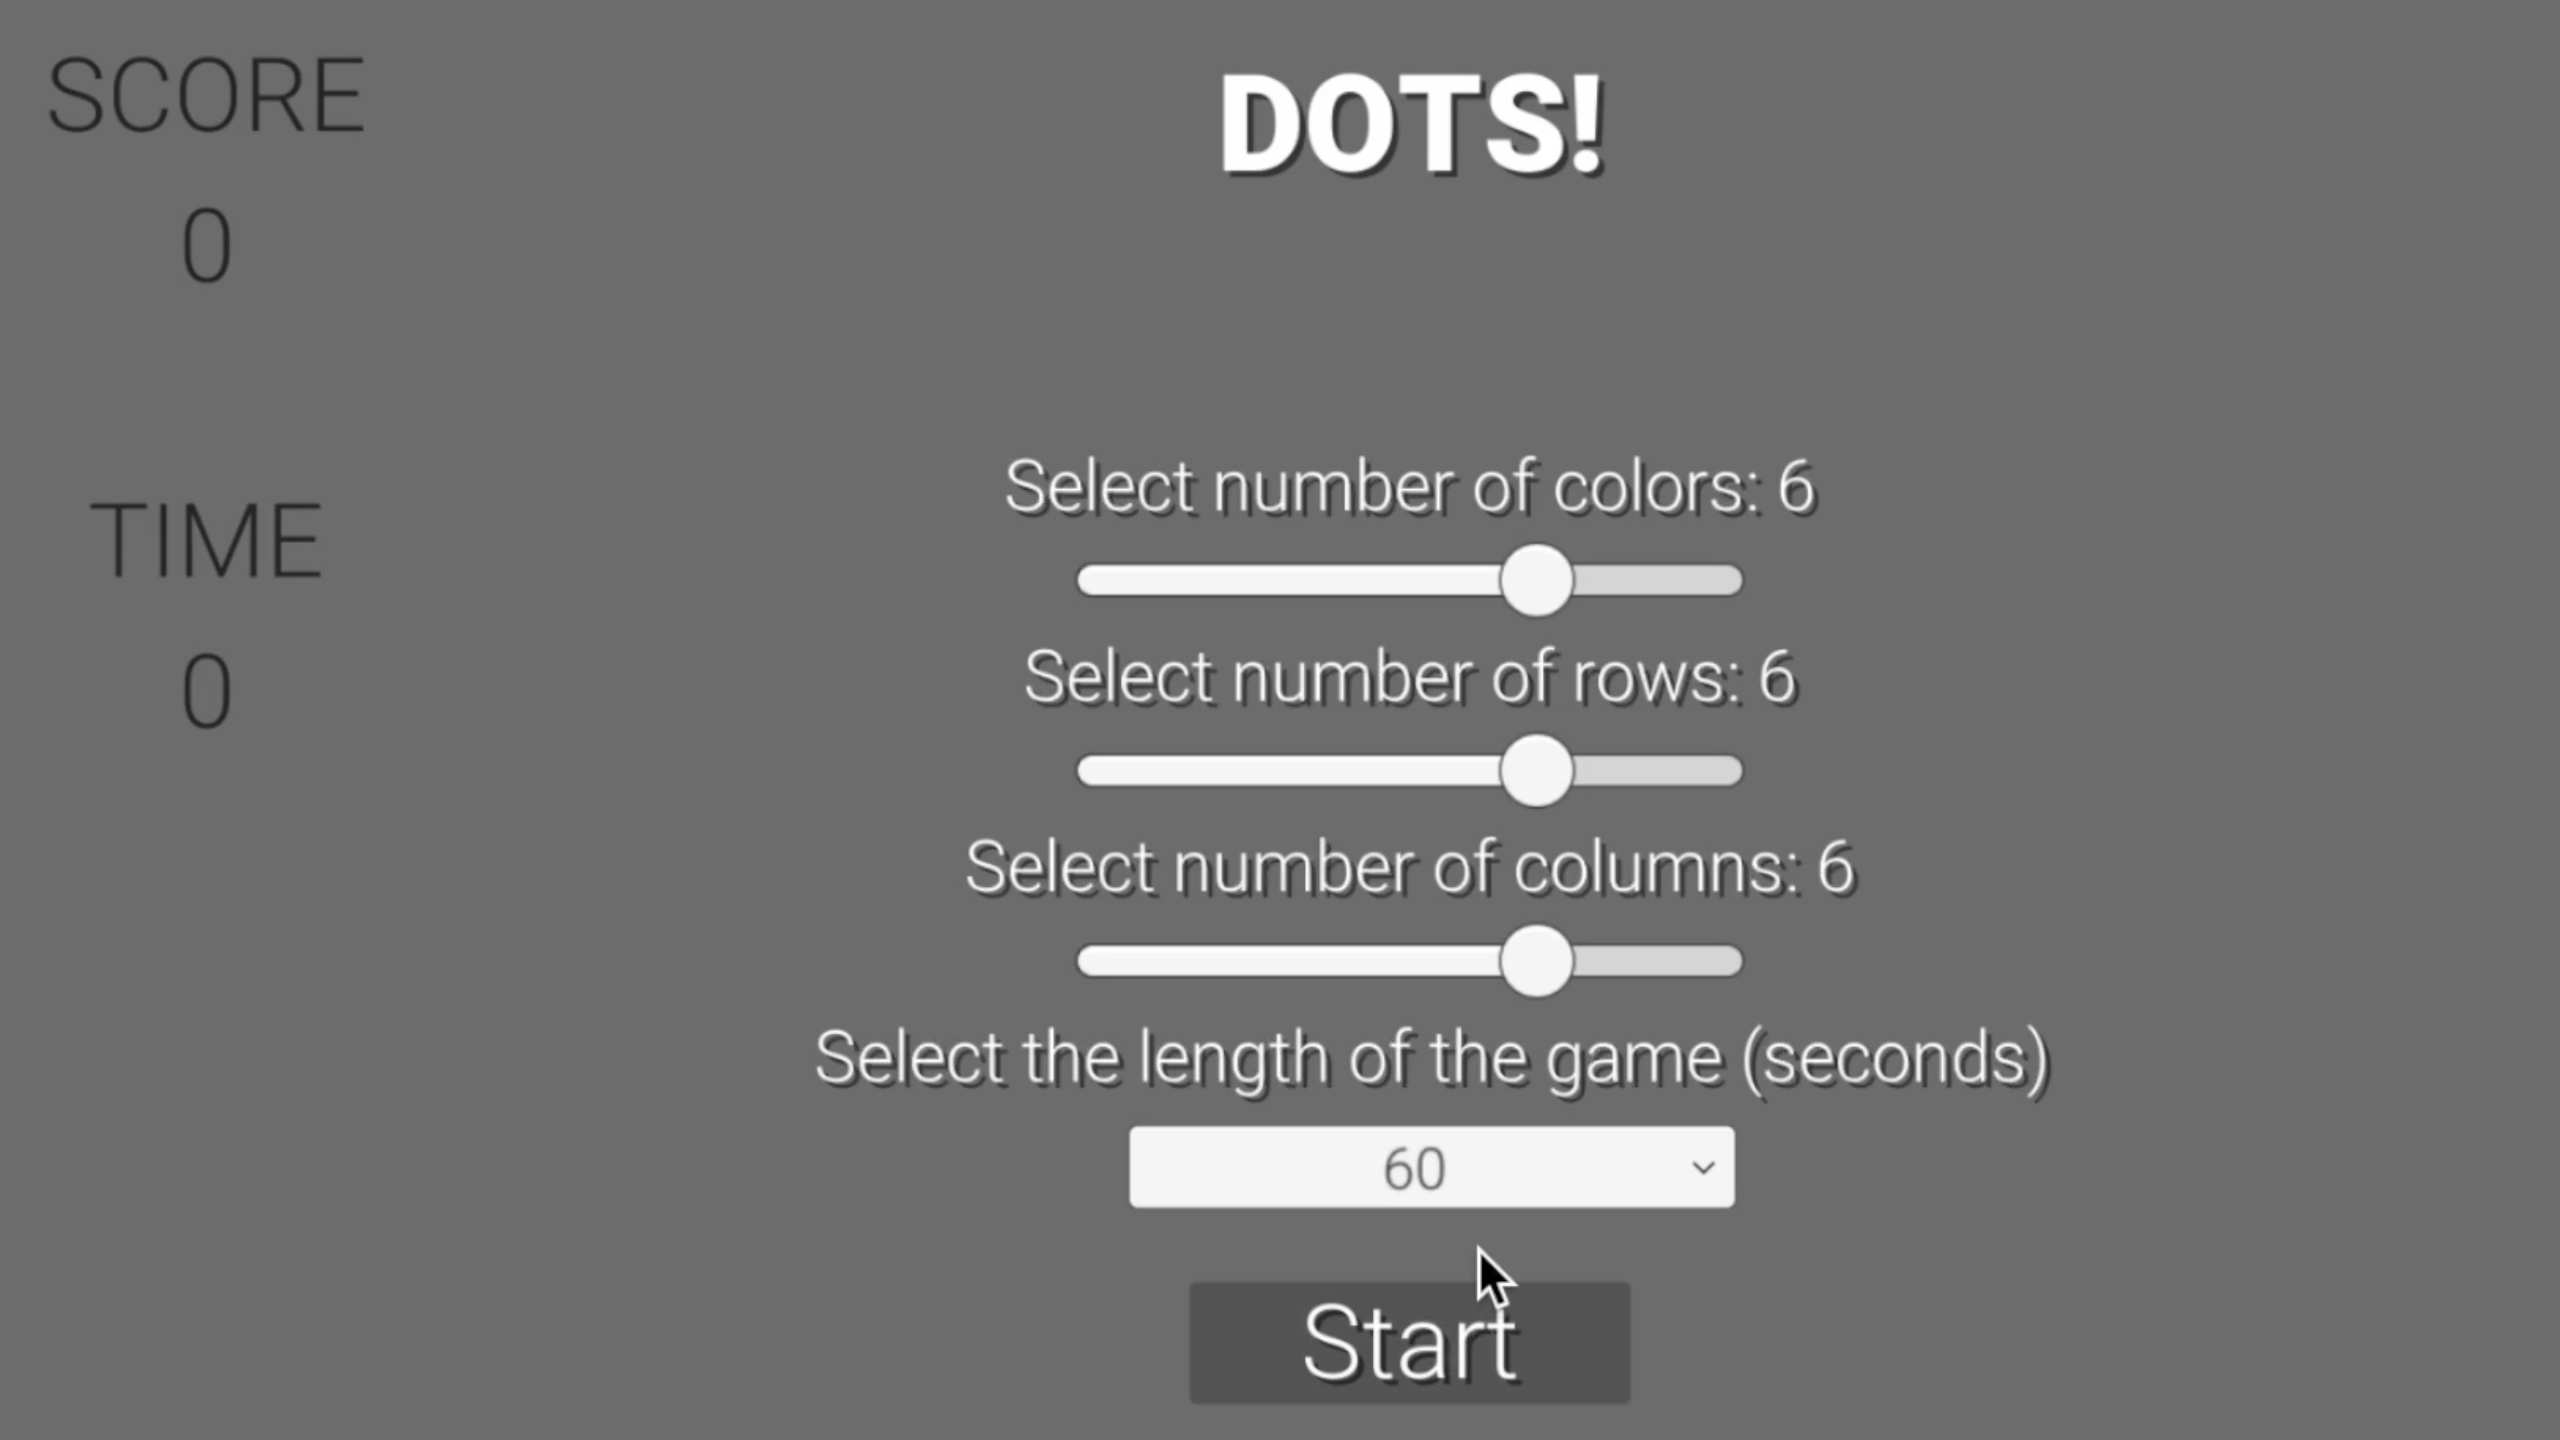 SCORE
0
TIME
0
DOTS!
Select number of colors: 6
Select number of rows: 6
Select number of columns: 6
Select the length of the game (seconds)
60
Start